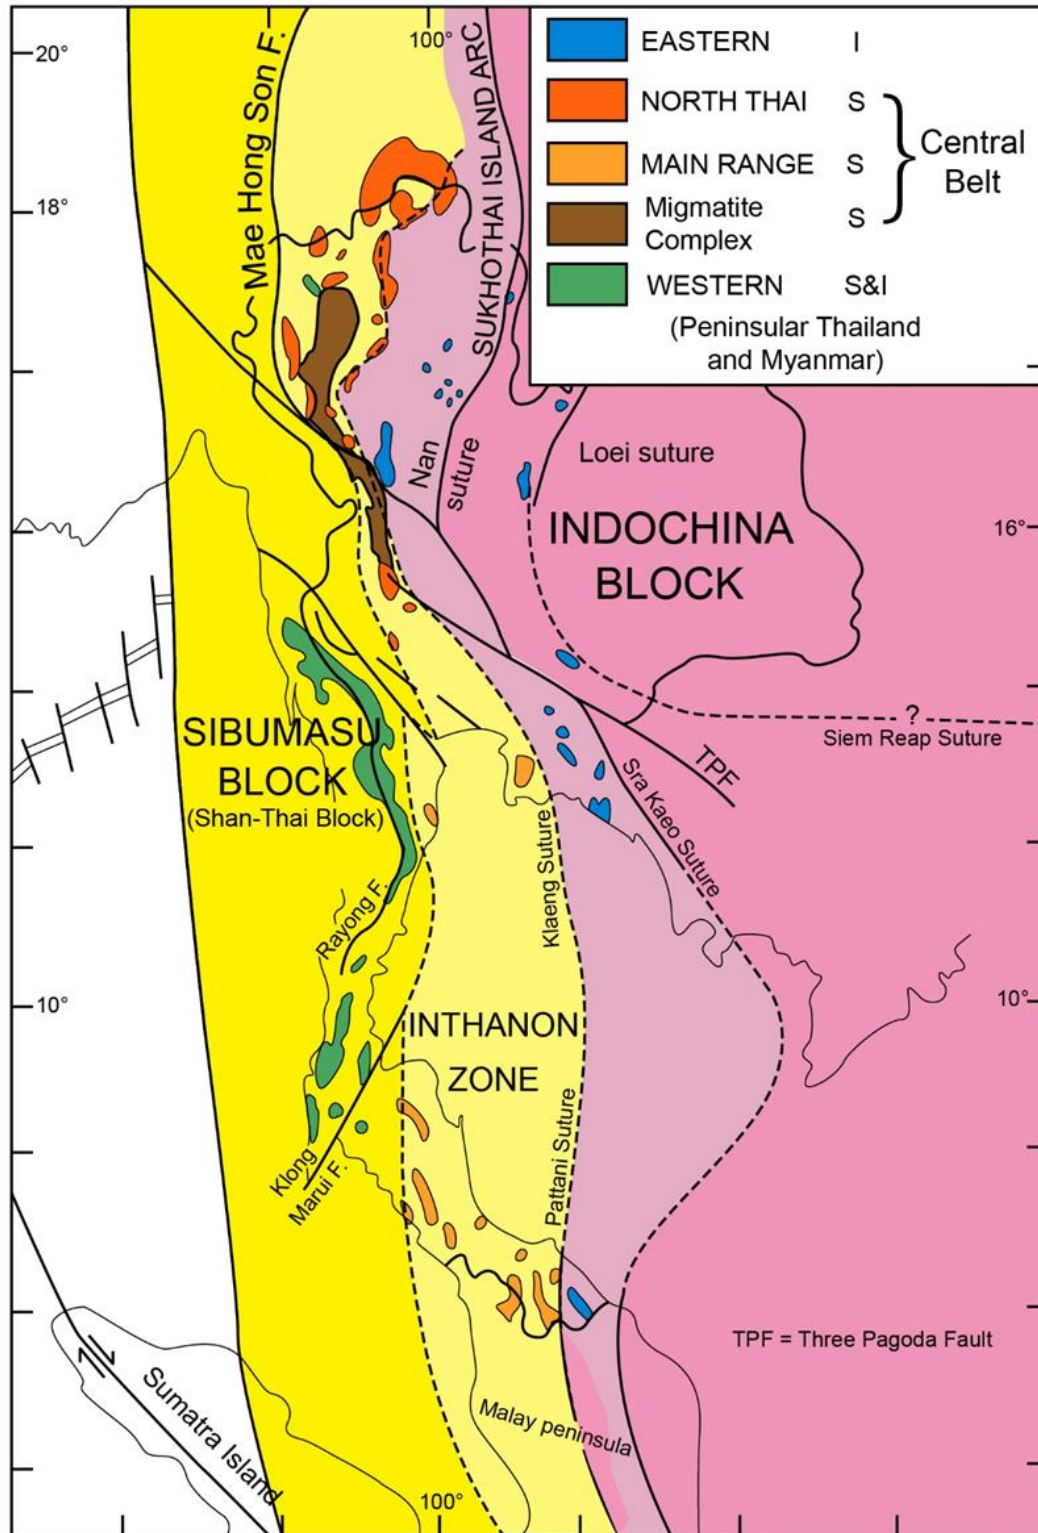 20°
100°
Mae Hong Son F.
SUKHOTHAI ISLAND ARC
EASTERN I
NORTH THAI S
MAIN RANGE S
Central
Belt
Migmatite
Complex
S
WESTERN S&I
(Peninsular Thailand
and Myanmar)
18°
Nan
suture
Loei suture
INDOCHINA
BLOCK
16°
SIBUMASU
BLOCK
(Shan-Thai Block)
?
Siem Reap Suture
TPF
Sra Kaeo Suture
Klaeng Suture
Rayong F.
10°
10°
INTHANON
ZONE
Klong
Marui F.
Pattani Suture
TPF = Three Pagoda Fault
Sumatra Island
Malay peninsula
100°